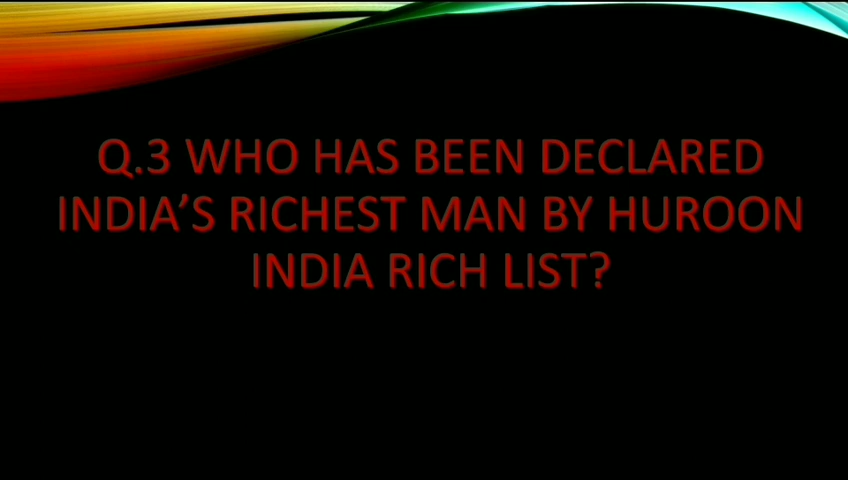 Q.3 WHO HAS BEEN DECLARED
INDIA’S RICHEST MAN BY HUROON
INDIA RICH LIST?